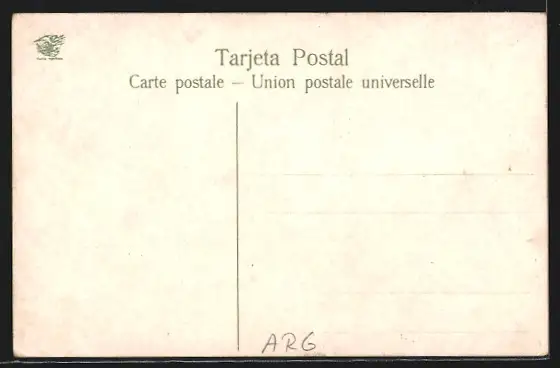 Tarjeta Postal
Carte postale — Union postale universelle
ARG